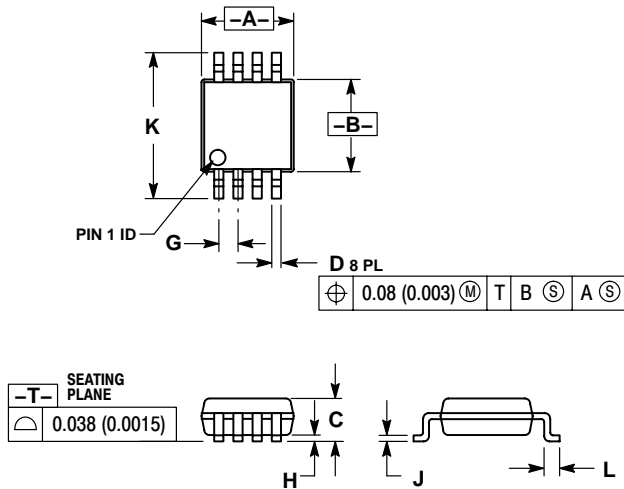 –A–
K
–B–
PIN 1 ID
G
D 8 PL
⌖ 0.08 (0.003) Ⓜ T B Ⓢ A Ⓢ
–T– SEATING PLANE
⌓ 0.038 (0.0015)
C
H
J
L